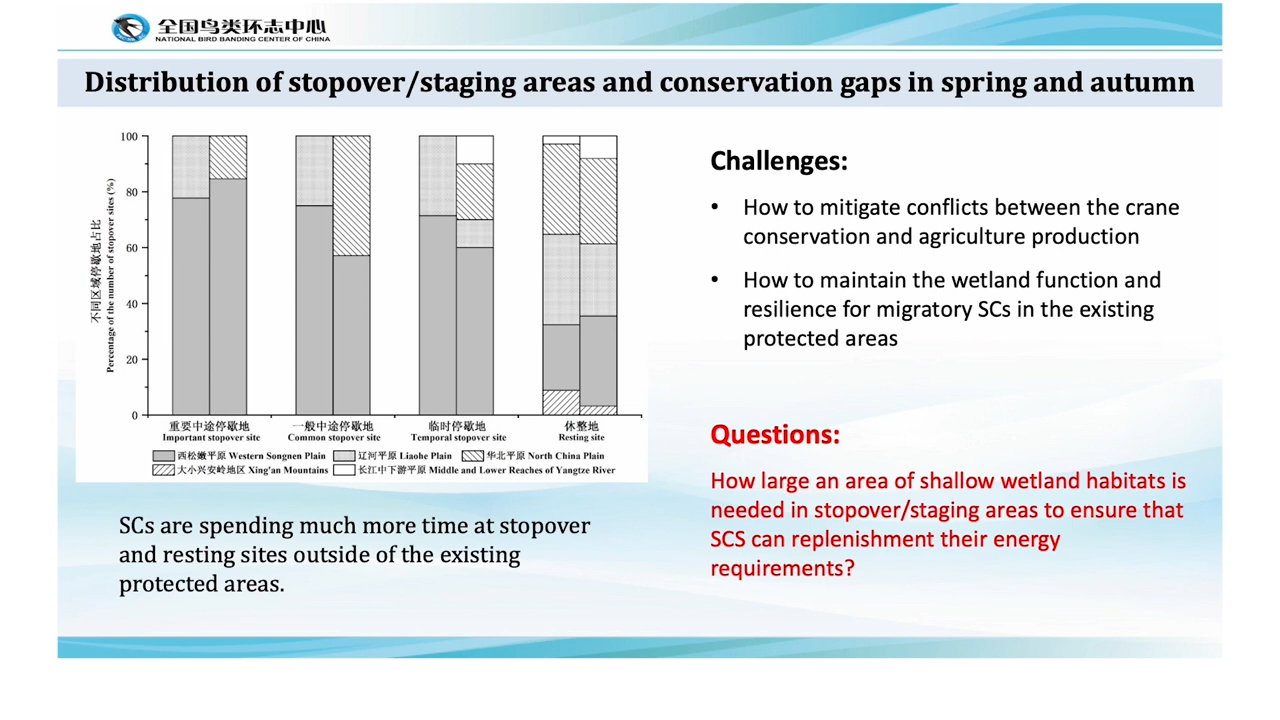 全国鸟类环志中心
NATIONAL BIRD BANDING CENTER OF CHINA
Distribution of stopover/staging areas and conservation gaps in spring and autumn
不同区域停歇地占比
Percentage of the number of stopover sites (%)
100
80
60
40
20
0
重要中途停歇地
Important stopover site
一般中途停歇地
Common stopover site
临时停歇地
Temporal stopover site
休整地
Resting site
西松嫩平原 Western Songnen Plain
辽河平原 Liaohe Plain
华北平原 North China Plain
大小兴安岭地区 Xing'an Mountains
长江中下游平原 Middle and Lower Reaches of Yangtze River
SCs are spending much more time at stopover
and resting sites outside of the existing
protected areas.
Challenges:
• How to mitigate conflicts between the crane
conservation and agriculture production
• How to maintain the wetland function and
resilience for migratory SCs in the existing
protected areas
Questions:
How large an area of shallow wetland habitats is
needed in stopover/staging areas to ensure that
SCS can replenishment their energy
requirements?